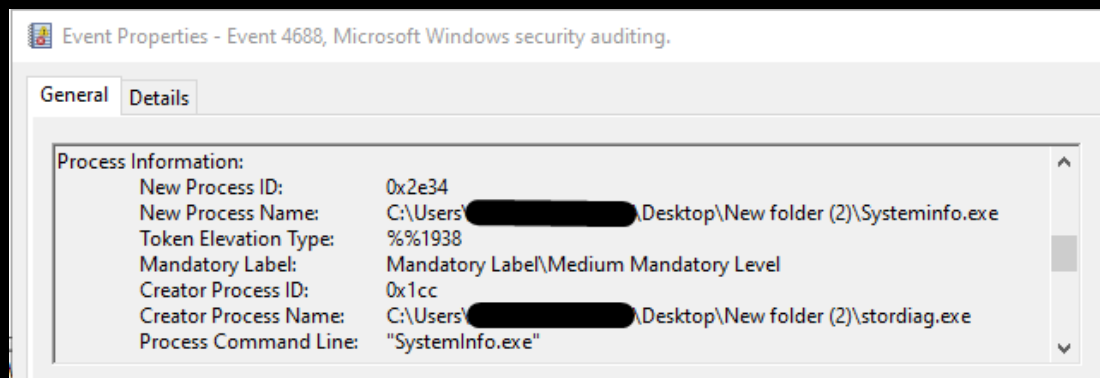 Event Properties - Event 4688, Microsoft Windows security auditing.
General Details
Process Information:
New Process ID: 0x2e34
New Process Name: C:\Users\ \Desktop\New folder (2)\Systeminfo.exe
Token Elevation Type: %%1938
Mandatory Label: Mandatory Label\Medium Mandatory Level
Creator Process ID: 0x1cc
Creator Process Name: C:\Users\ \Desktop\New folder (2)\stordiag.exe
Process Command Line: "SystemInfo.exe"